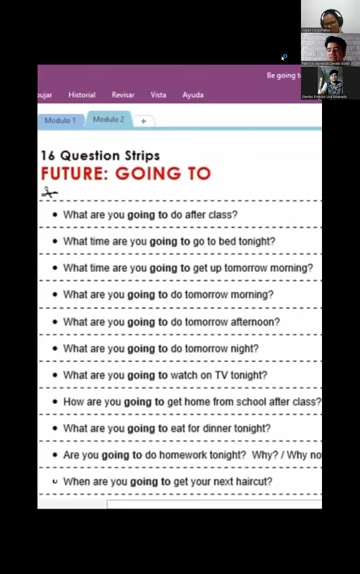 Be going to
Historial Revisar Vista Ayuda
Modulo 1 Modulo 2 +
16 Question Strips
FUTURE: GOING TO
• What are you going to do after class?
• What time are you going to go to bed tonight?
• What time are you going to get up tomorrow morning?
• What are you going to do tomorrow morning?
• What are you going to do tomorrow afternoon?
• What are you going to do tomorrow night?
• What are you going to watch on TV tonight?
• How are you going to get home from school after class?
• What are you going to eat for dinner tonight?
• Are you going to do homework tonight? Why? / Why no
When are you going to get your next haircut?